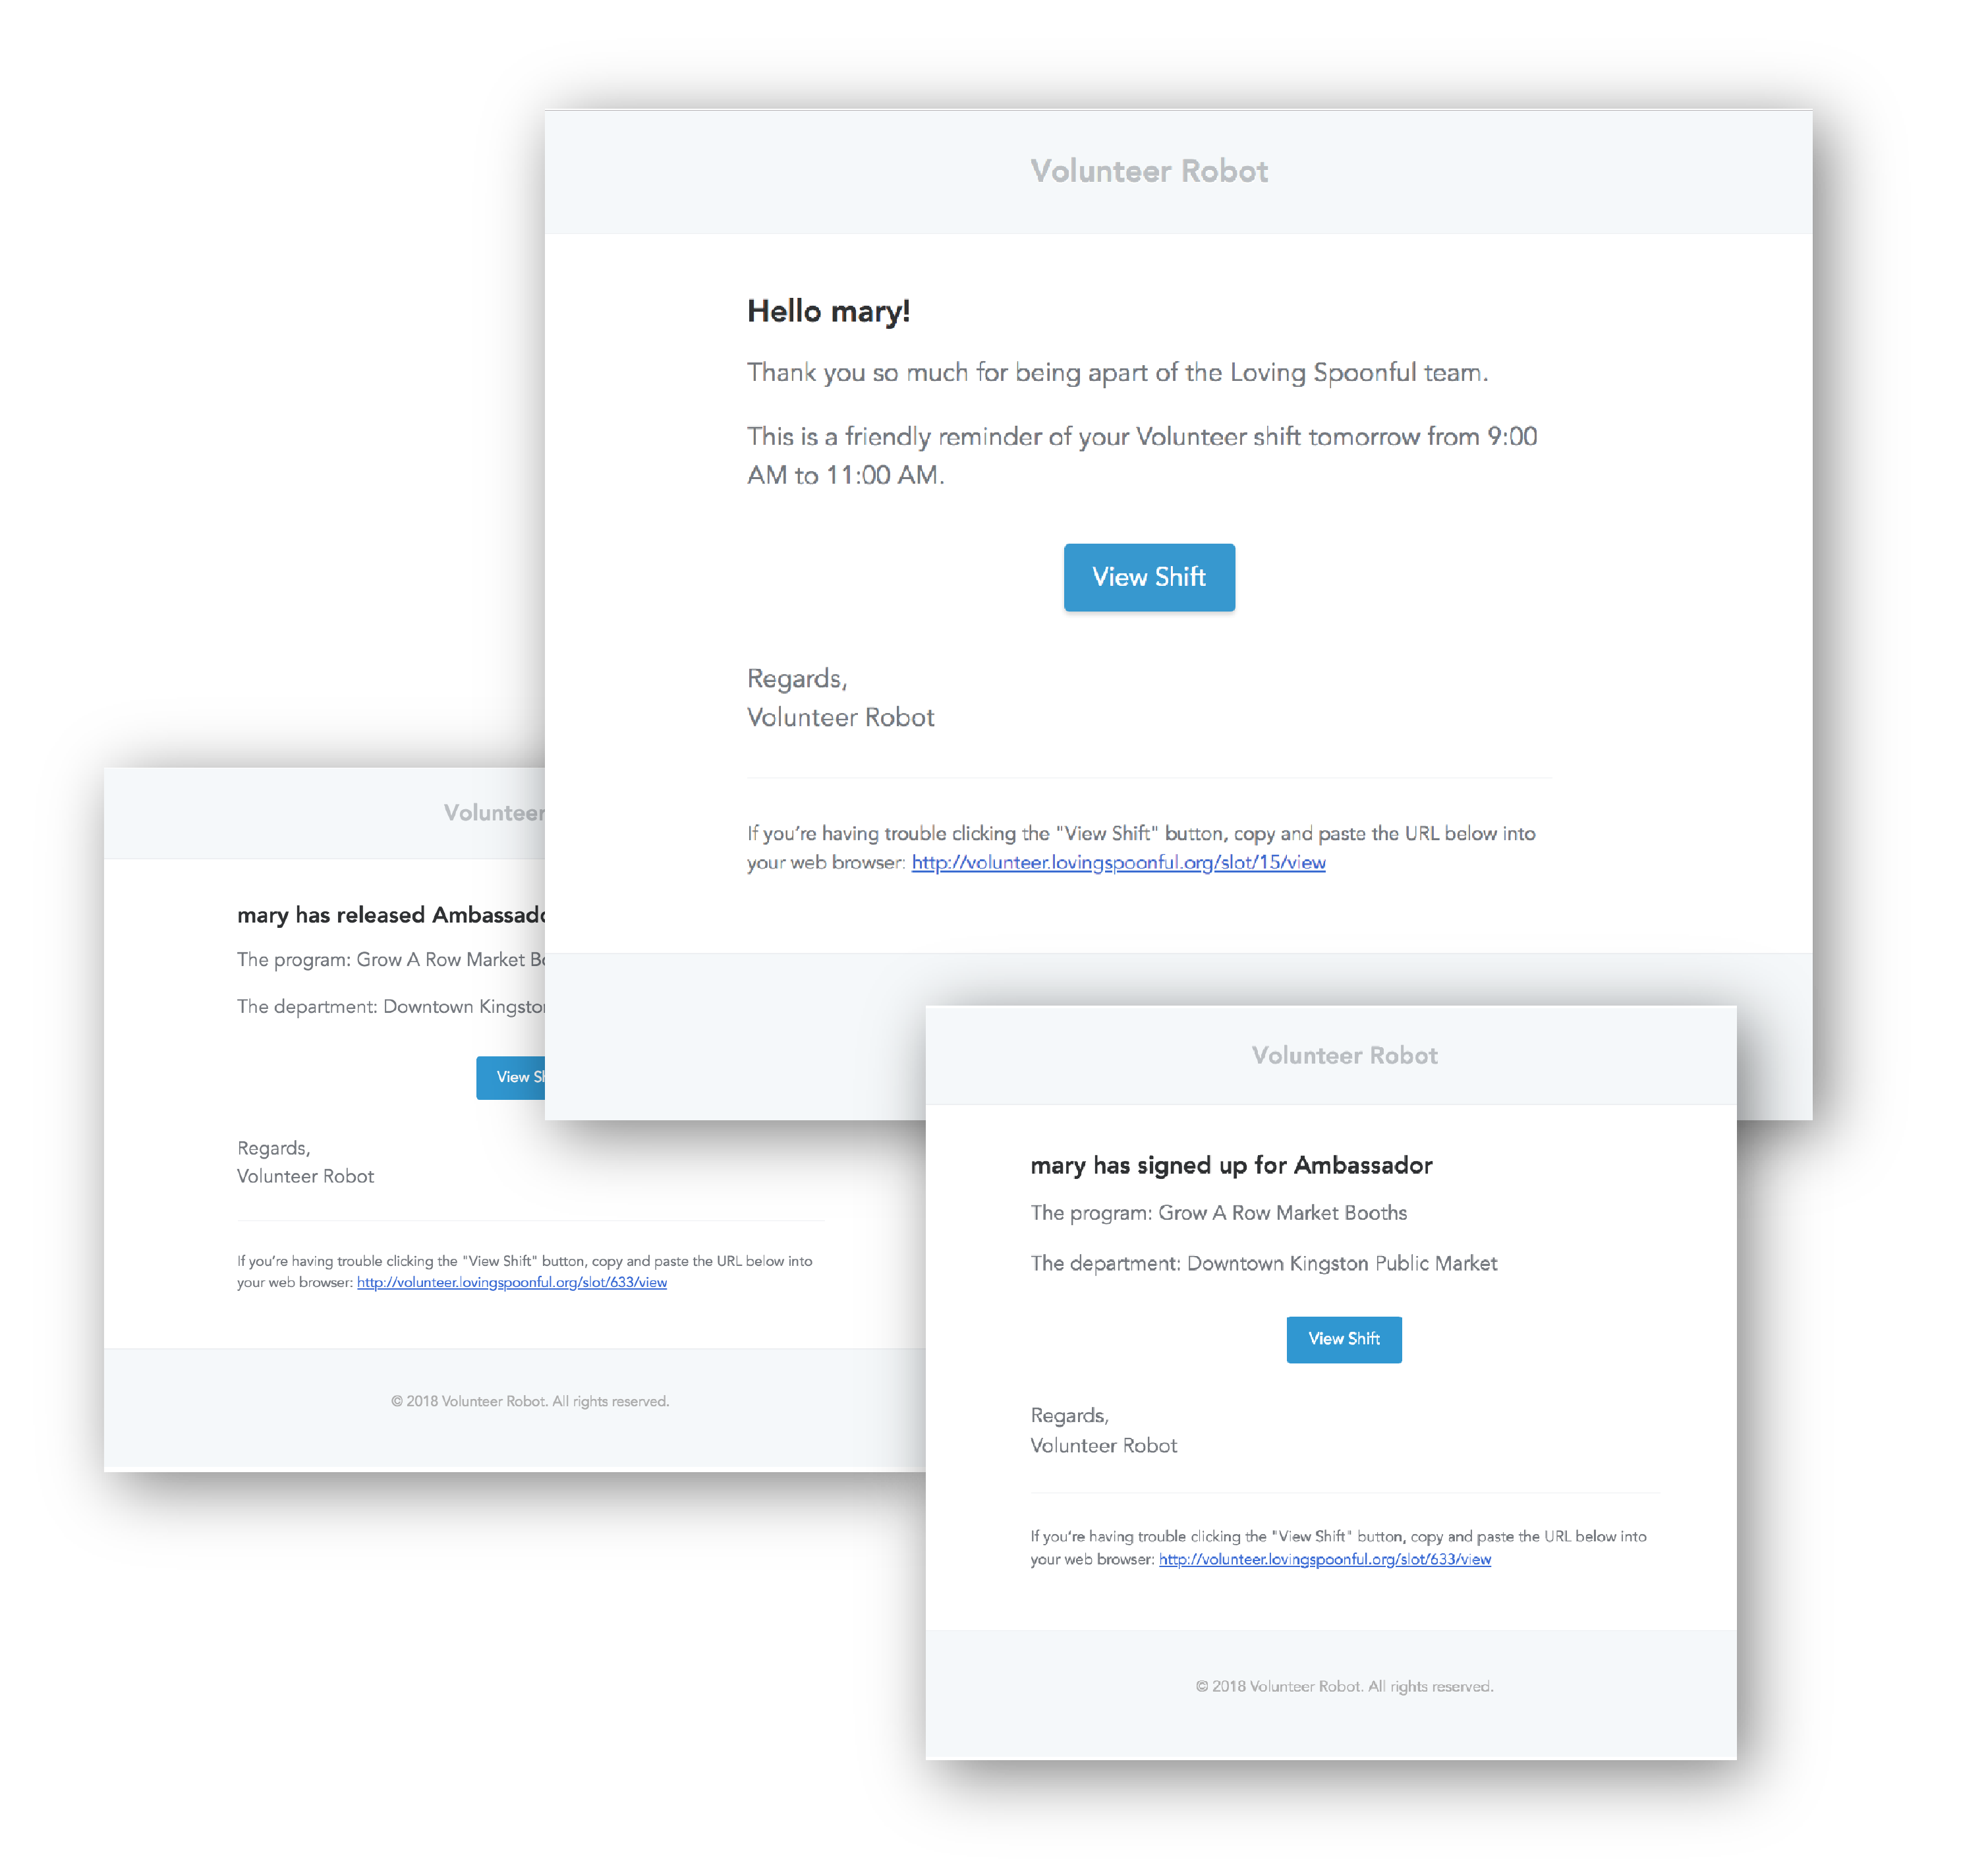 Volunteer Robot
Hello mary!
Thank you so much for being apart of the Loving Spoonful team.
This is a friendly reminder of your Volunteer shift tomorrow from 9:00
AM to 11:00 AM.
View Shift
Regards,
Volunteer Robot
If you’re having trouble clicking the "View Shift" button, copy and paste the URL below into
your web browser: http://volunteer.lovingspoonful.org/slot/15/view
Volunteer
mary has released
The program: Grow A Row Market
The department: Downtown
View
Regards,
Volunteer Robot
If you’re having trouble clicking the "View Shift" button, copy and paste the URL below into
your web browser: http://volunteer.lovingspoonful.org/slot/633/view
© 2018 Volunteer Robot. All rights reserved.
Volunteer Robot
mary has signed up for Ambassador
The program: Grow A Row Market Booths
The department: Downtown Kingston Public Market
View Shift
Regards,
Volunteer Robot
If you’re having trouble clicking the "View Shift" button, copy and paste the URL below into
your web browser: http://volunteer.lovingspoonful.org/slot/633/view
© 2018 Volunteer Robot. All rights reserved.